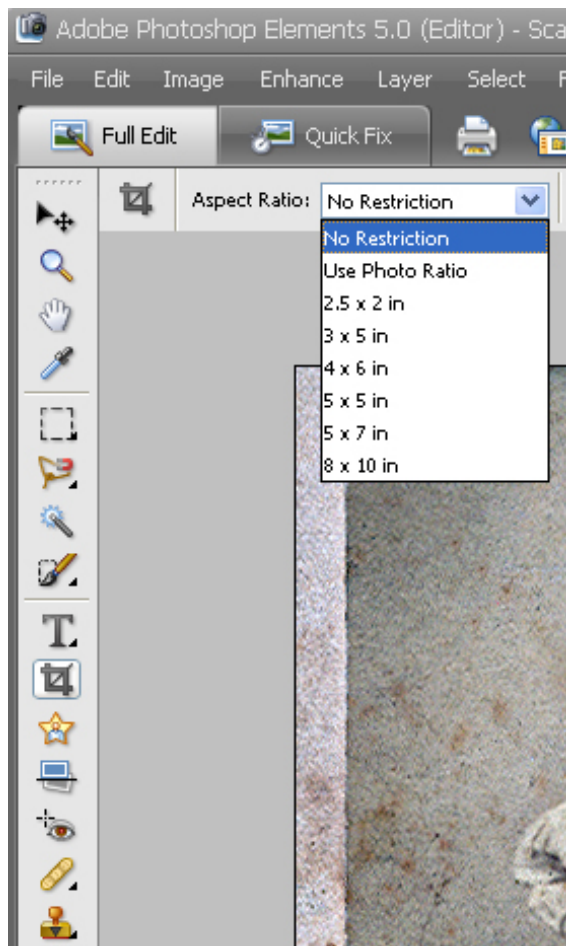 Adobe Photoshop Elements 5.0 (Editor) - Sca
File Edit Image Enhance Layer Select F
Full Edit Quick Fix
Aspect Ratio: No Restriction
No Restriction
Use Photo Ratio
2.5 x 2 in
3 x 5 in
4 x 6 in
5 x 5 in
5 x 7 in
8 x 10 in
T